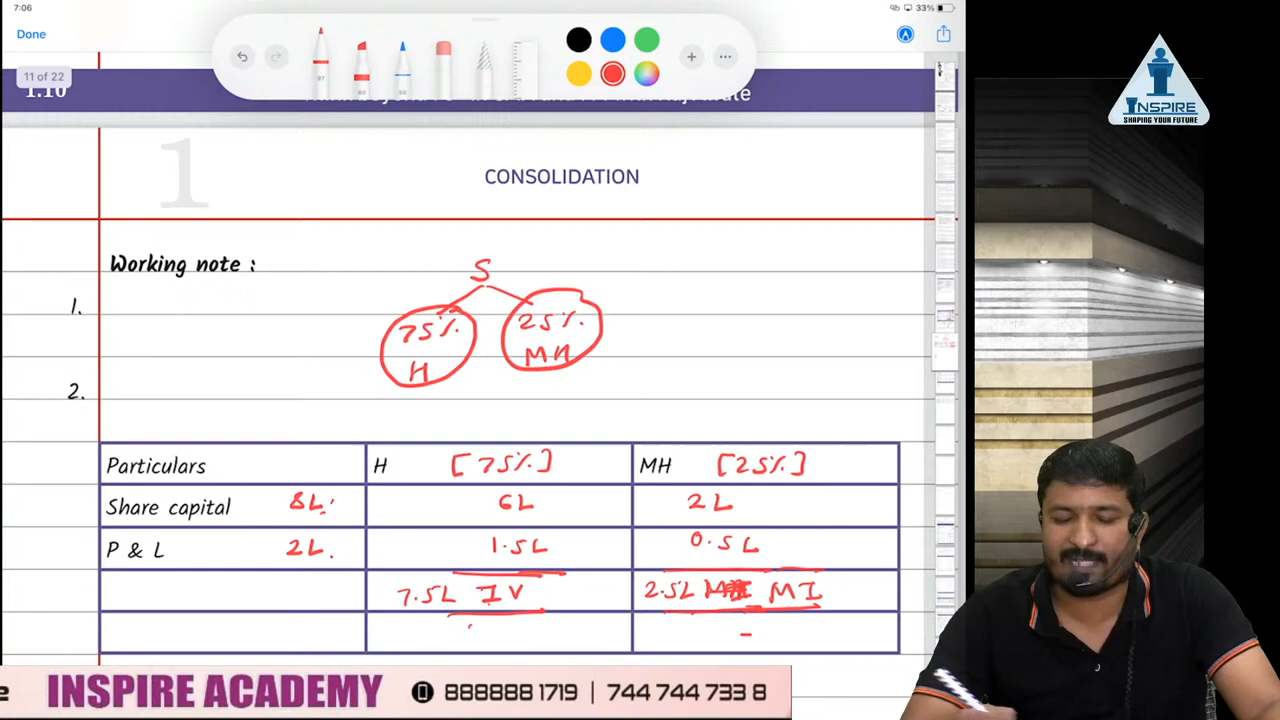 7:06
33%
Done
11 of 22
1.10
INSPIRE
SHAPING YOUR FUTURE
1
CONSOLIDATION
Working note :
S
1.
75% 25%
H MH
2.
Particulars H [75%] MH [25%]
Share capital 8L 6L 2L
P & L 2L. 1.5L 0.5L
7.5L IV 2.5L MI
INSPIRE ACADEMY 888888 1719 | 744 744 733 8